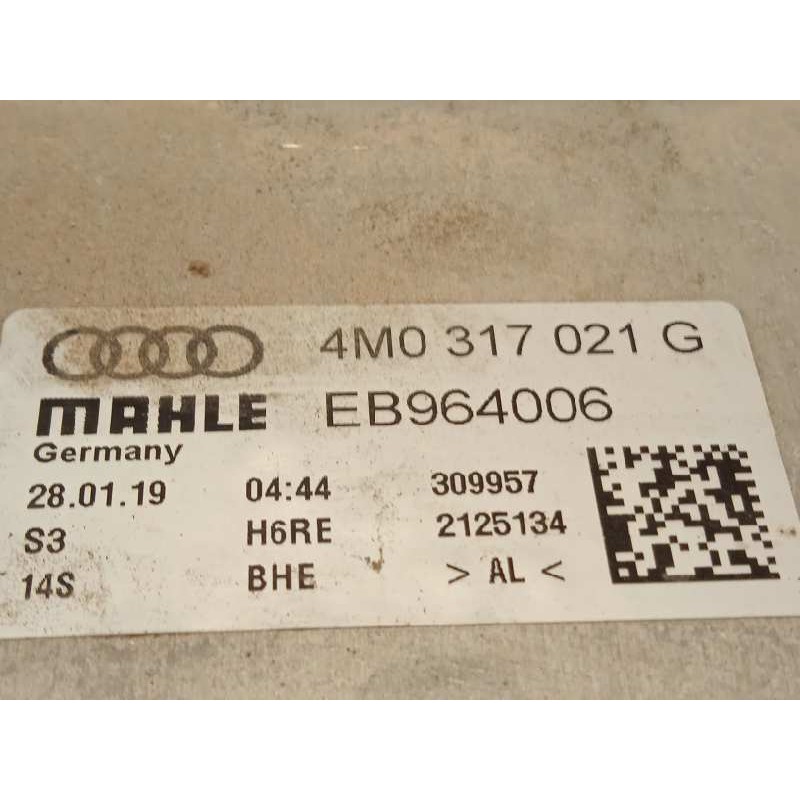 4M0 317 021 G
MAHLE EB964006
Germany
28.01.19 04:44 309957
S3 H6RE 2125134
14S BHE > AL <